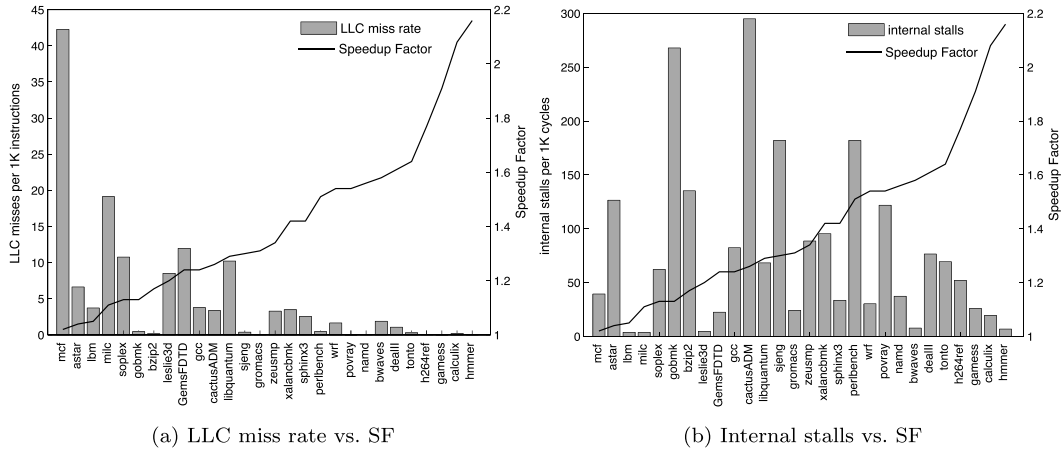 45
40
35
30
25
20
15
10
5
0
LLC misses per 1K instructions
LLC miss rate
Speedup Factor
2.2
2
1.8
1.6
1.4
1.2
1
Speedup Factor
mcf
astar
lbm
milc
soplex
gobmk
bzip2
leslie3d
GemsFDTD
gcc
cactusADM
libquantum
sjeng
gromacs
zeusmp
xalancbmk
sphinx3
perlbench
wrf
povray
namd
bwaves
dealII
tonto
h264ref
gamess
calculix
hmmer
(a) LLC miss rate vs. SF
300
250
200
150
100
50
0
internal stalls per 1K cycles
internal stalls
Speedup Factor
2.2
2
1.8
1.6
1.4
1.2
1
Speedup Factor
mcf
astar
lbm
milc
soplex
gobmk
bzip2
leslie3d
GemsFDTD
gcc
cactusADM
libquantum
sjeng
gromacs
zeusmp
xalancbmk
sphinx3
perlbench
wrf
povray
namd
bwaves
dealII
tonto
h264ref
gamess
calculix
hmmer
(b) Internal stalls vs. SF